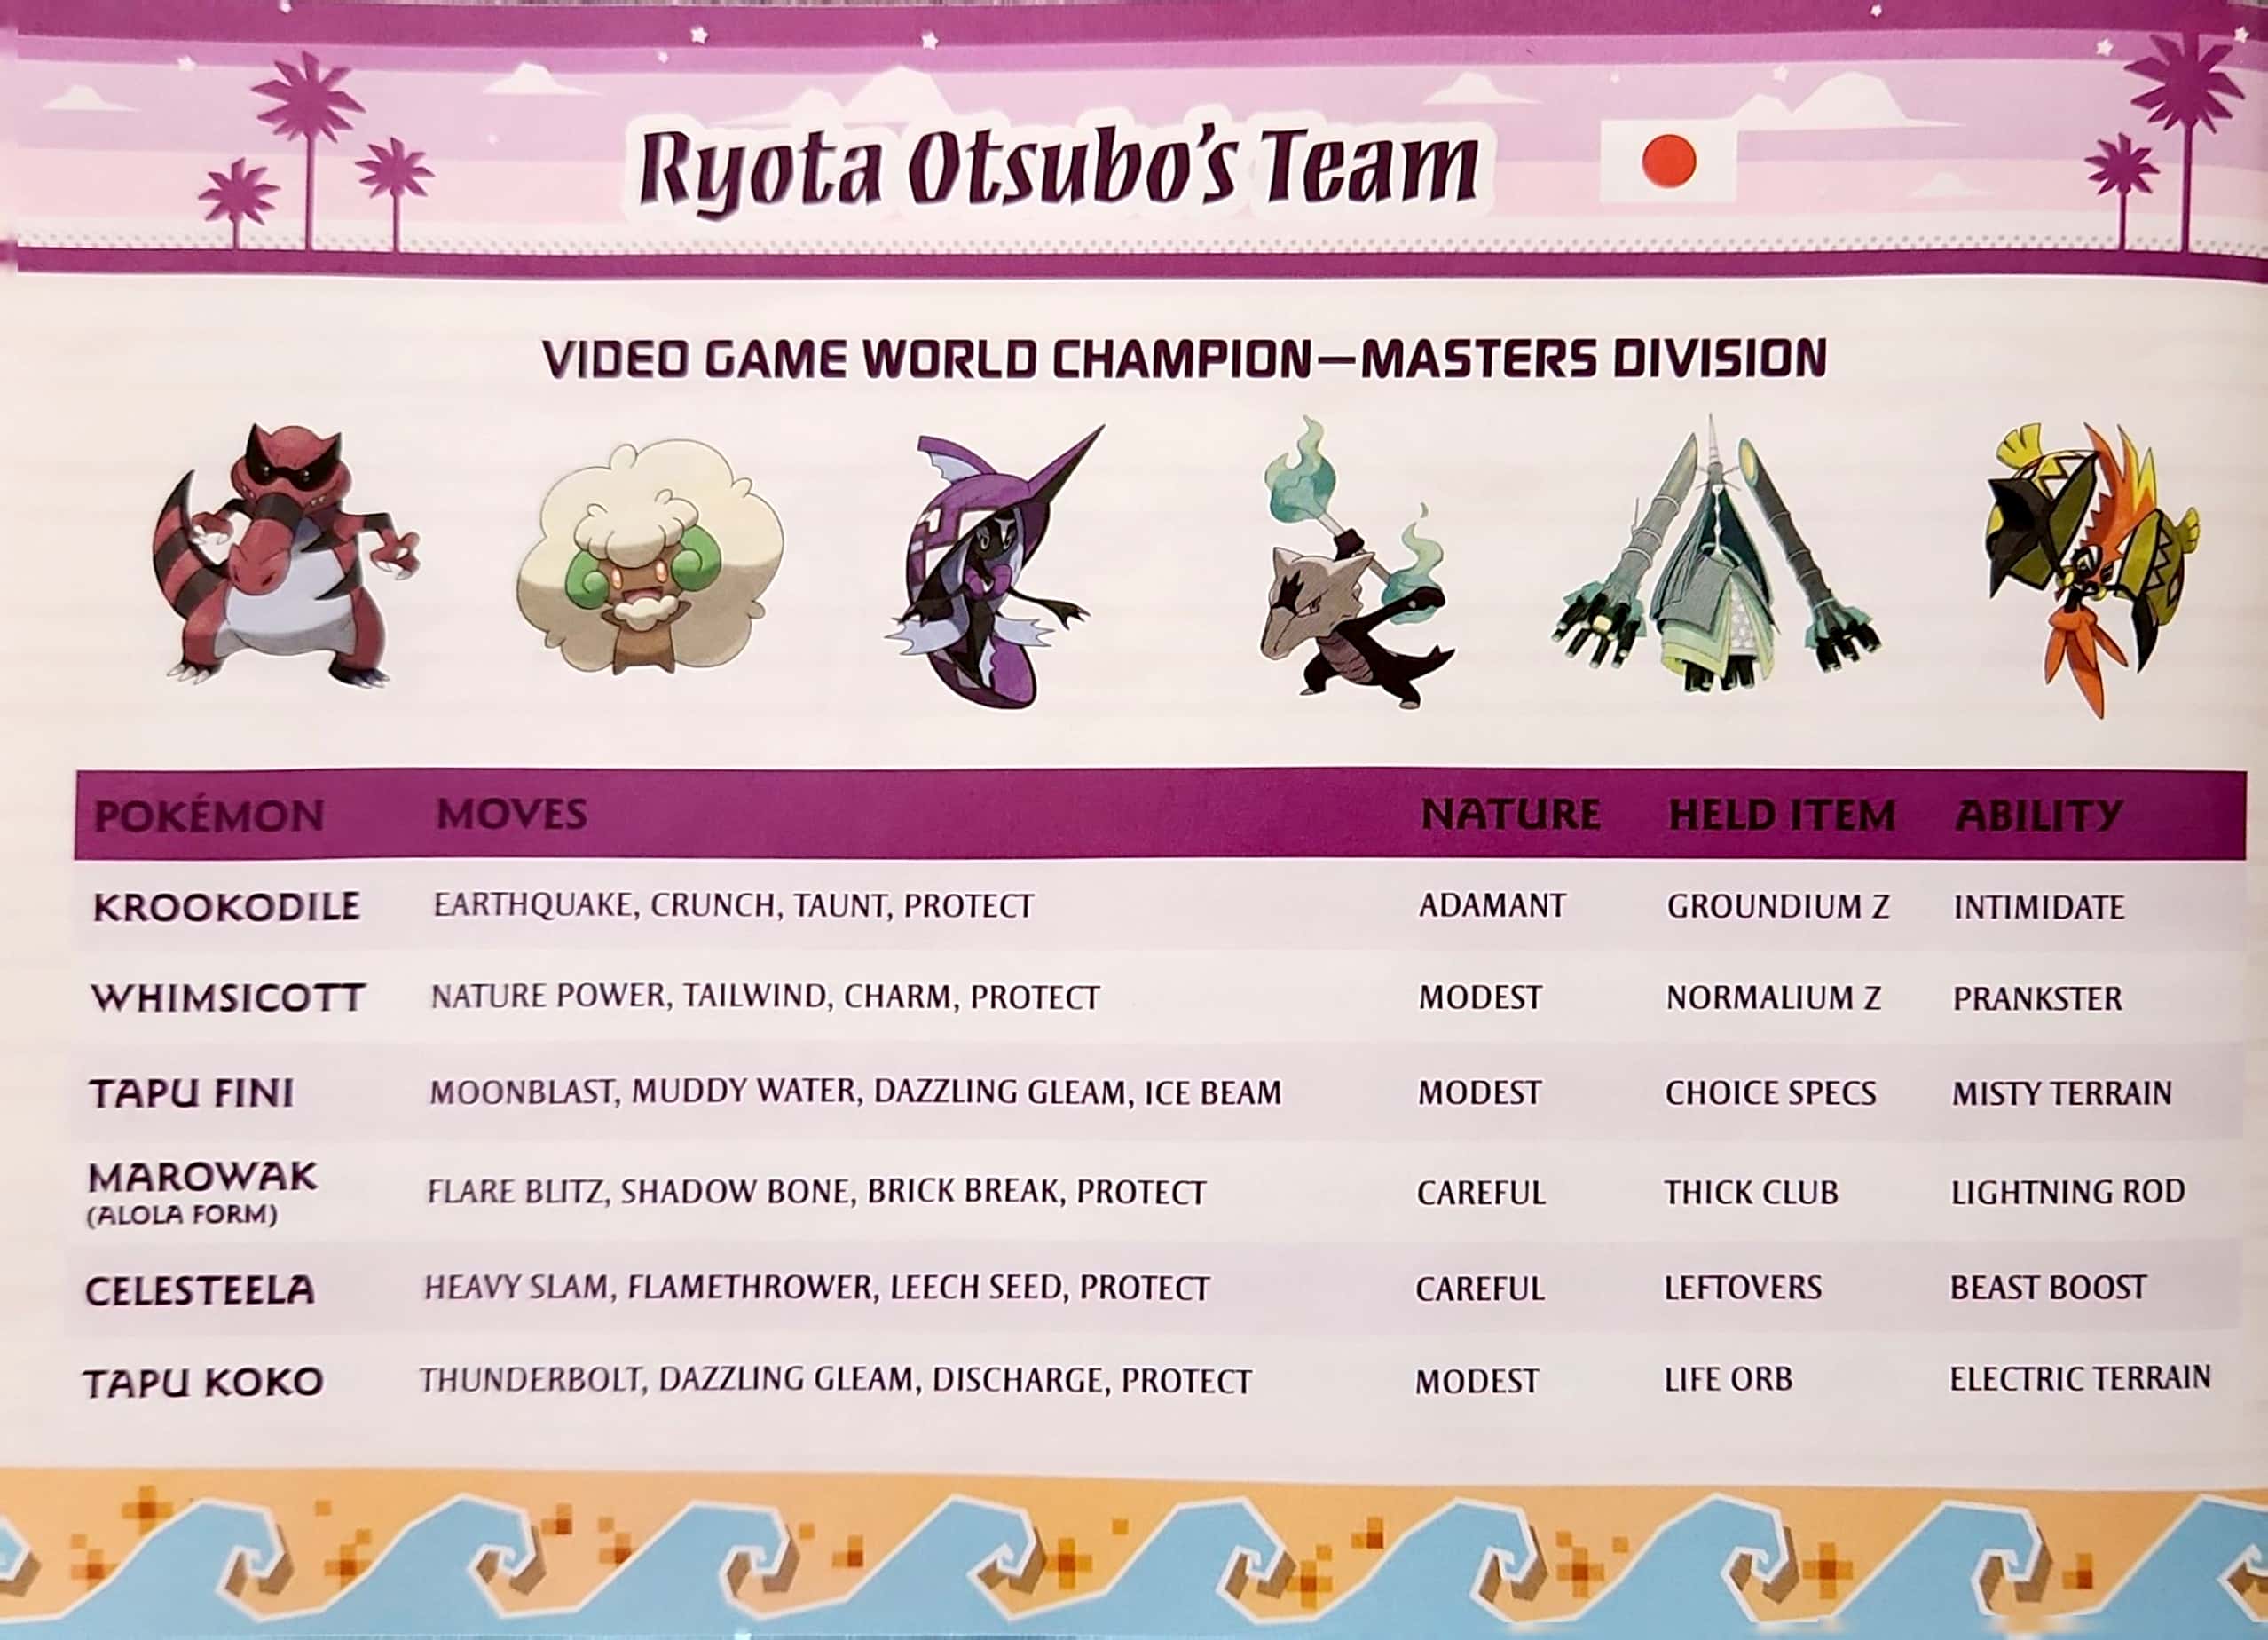 Ryota Otsubo's Team
VIDEO GAME WORLD CHAMPION—MASTERS DIVISION
POKÉMON MOVES NATURE HELD ITEM ABILITY
KROOKODILE EARTHQUAKE, CRUNCH, TAUNT, PROTECT ADAMANT GROUNDIUM Z INTIMIDATE
WHIMSICOTT NATURE POWER, TAILWIND, CHARM, PROTECT MODEST NORMALIUM Z PRANKSTER
TAPU FINI MOONBLAST, MUDDY WATER, DAZZLING GLEAM, ICE BEAM MODEST CHOICE SPECS MISTY TERRAIN
MAROWAK
(ALOLA FORM) FLARE BLITZ, SHADOW BONE, BRICK BREAK, PROTECT CAREFUL THICK CLUB LIGHTNING ROD
CELESTEELA HEAVY SLAM, FLAMETHROWER, LEECH SEED, PROTECT CAREFUL LEFTOVERS BEAST BOOST
TAPU KOKO THUNDERBOLT, DAZZLING GLEAM, DISCHARGE, PROTECT MODEST LIFE ORB ELECTRIC TERRAIN